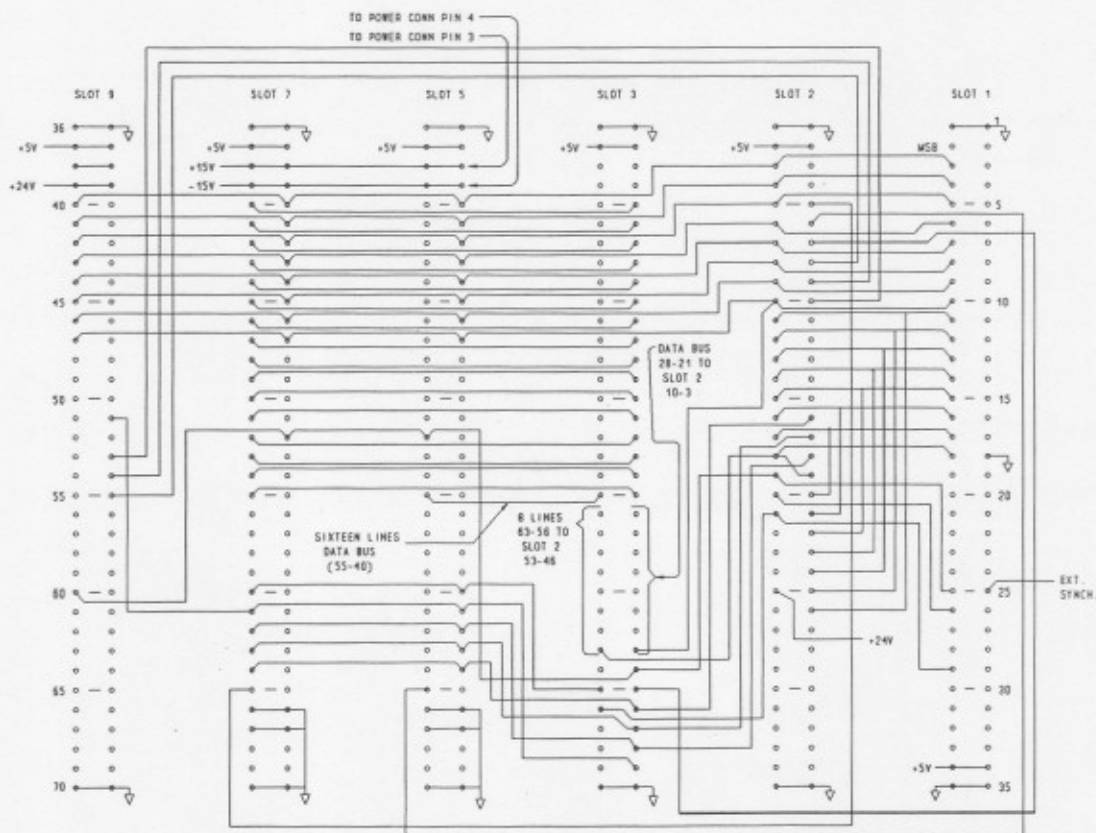 TO POWER CONN PIN 4
TO POWER CONN PIN 3
SLOT 9
SLOT 7
SLOT 5
SLOT 3
SLOT 2
SLOT 1
36
1
+5V
+5V
+5V
+5V
+5V
MSB
+15V
+24V
-15V
40
5
45
10
DATA BUS
28-21 TO
SLOT 2
10-3
50
15
55
20
SIXTEEN LINES
DATA BUS
(55-40)
8 LINES
63-56 TO
SLOT 2
53-46
60
25
EXT.
SYNCH.
+24V
65
30
+5V
70
35